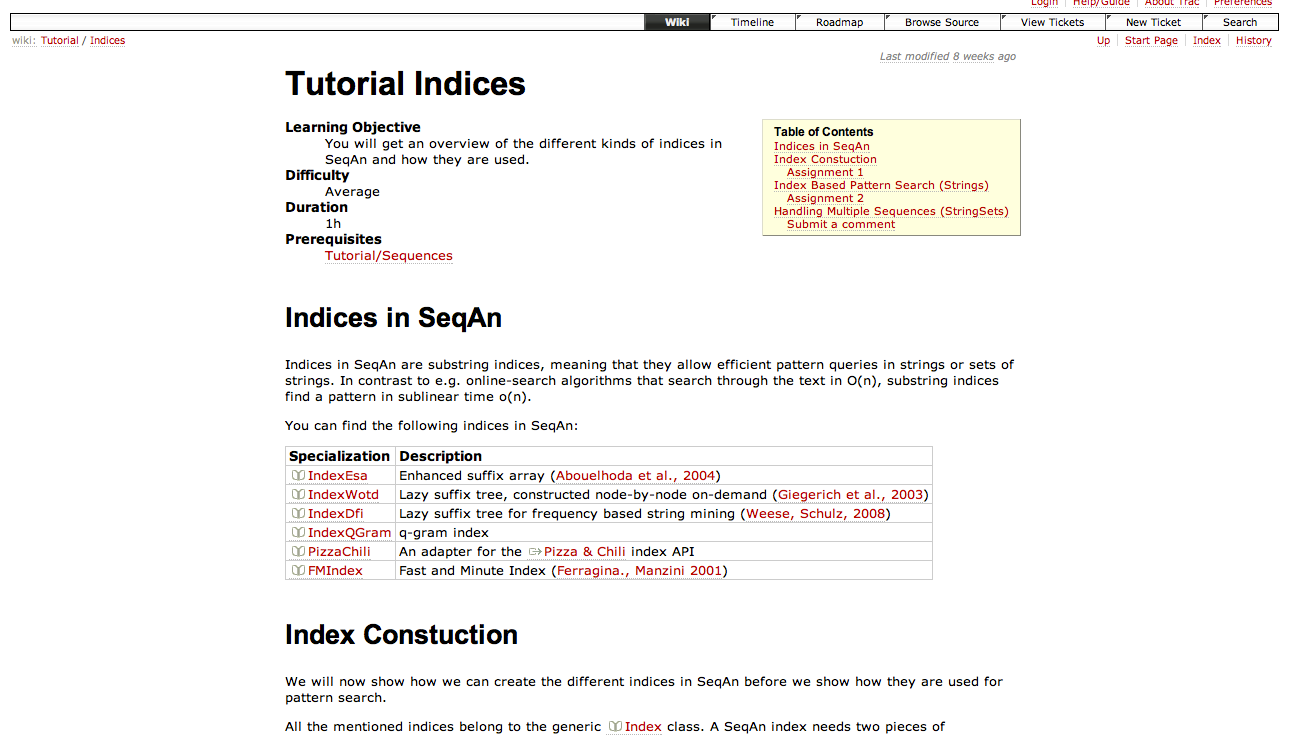 Login | Help/Guide | About Trac | Preferences
Wiki Timeline Roadmap Browse Source View Tickets New Ticket Search
wiki: Tutorial / Indices
Up | Start Page | Index | History
Last modified 8 weeks ago
Tutorial Indices
Learning Objective
You will get an overview of the different kinds of indices in
SeqAn and how they are used.
Difficulty
Average
Duration
1h
Prerequisites
Tutorial/Sequences
Table of Contents
Indices in SeqAn
Index Constuction
Assignment 1
Index Based Pattern Search (Strings)
Assignment 2
Handling Multiple Sequences (StringSets)
Submit a comment
Indices in SeqAn
Indices in SeqAn are substring indices, meaning that they allow efficient pattern queries in strings or sets of
strings. In contrast to e.g. online-search algorithms that search through the text in O(n), substring indices
find a pattern in sublinear time o(n).
You can find the following indices in SeqAn:
Specialization Description
IndexEsa Enhanced suffix array (Abouelhoda et al., 2004)
IndexWotd Lazy suffix tree, constructed node-by-node on-demand (Giegerich et al., 2003)
IndexDfi Lazy suffix tree for frequency based string mining (Weese, Schulz, 2008)
IndexQGram q-gram index
PizzaChili An adapter for the Pizza & Chili index API
FMIndex Fast and Minute Index (Ferragina., Manzini 2001)
Index Constuction
We will now show how we can create the different indices in SeqAn before we show how they are used for
pattern search.
All the mentioned indices belong to the generic Index class. A SeqAn index needs two pieces of